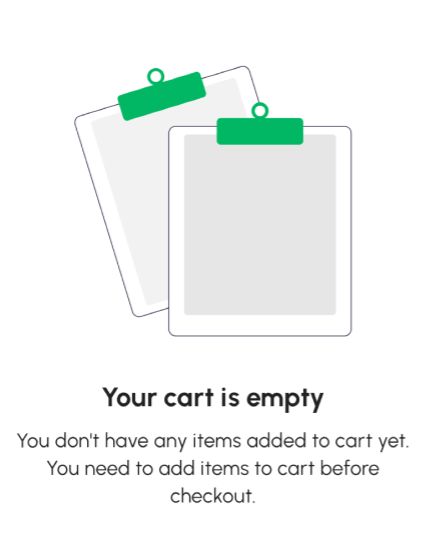 Your cart is empty
You don't have any items added to cart yet.
You need to add items to cart before
checkout.